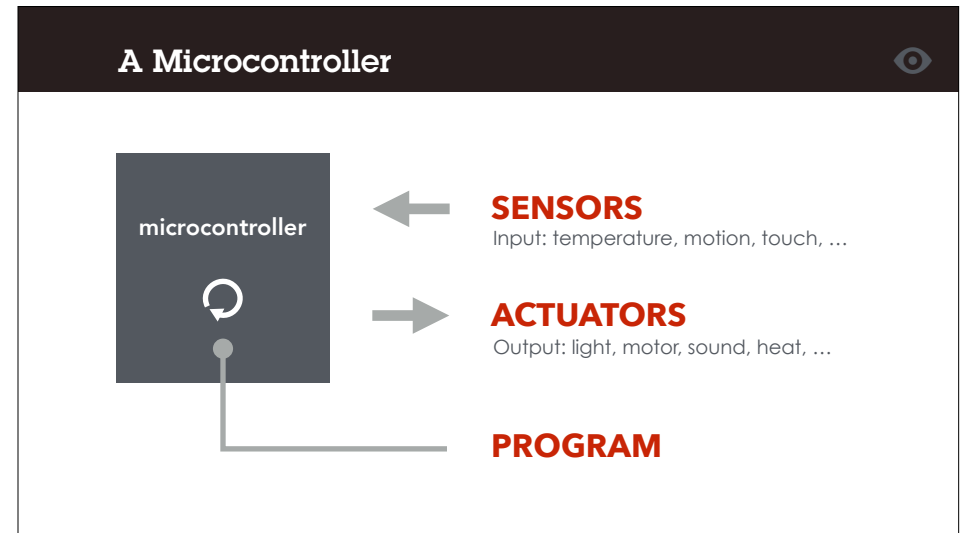 A Microcontroller
microcontroller
SENSORS
Input: temperature, motion, touch, …
ACTUATORS
Output: light, motor, sound, heat, …
PROGRAM